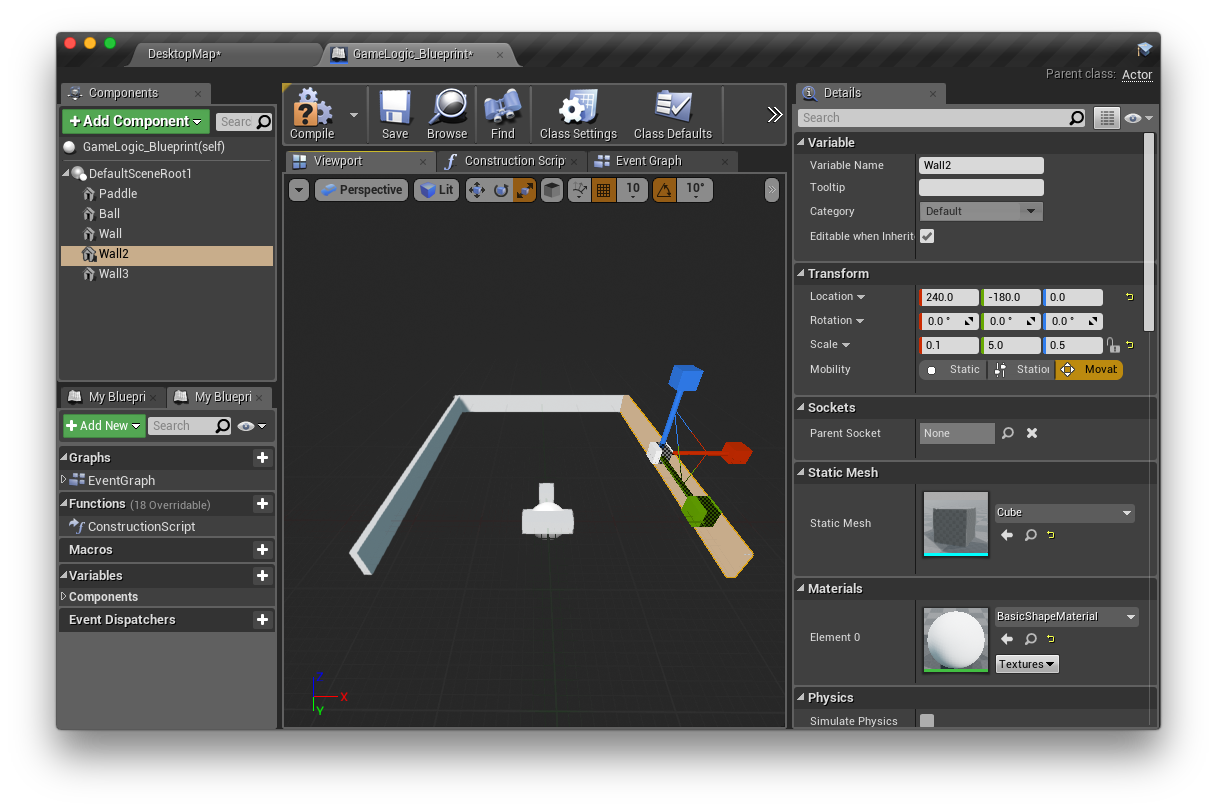 DesktopMap*
GameLogic_Blueprint*
Parent class: Actor
Components
+Add Component
Searc
GameLogic_Blueprint(self)
DefaultSceneRoot1
Paddle
Ball
Wall
Wall2
Wall3
My Bluepri
My Bluepri
+Add New
Search
Graphs
EventGraph
Functions (18 Overridable)
ConstructionScript
Macros
Variables
Components
Event Dispatchers
Compile
Save
Browse
Find
Class Settings
Class Defaults
Viewport
Construction Scrip
Event Graph
Perspective
Lit
10
10°
Z
X
Y
Details
Search
Variable
Variable Name
Wall2
Tooltip
Category
Default
Editable when Inherit
Transform
Location
240.0
-180.0
0.0
Rotation
0.0 °
0.0 °
0.0 °
Scale
0.1
5.0
0.5
Mobility
Static
Station
Movab
Sockets
Parent Socket
None
Static Mesh
Static Mesh
Cube
Materials
Element 0
BasicShapeMaterial
Textures
Physics
Simulate Physics